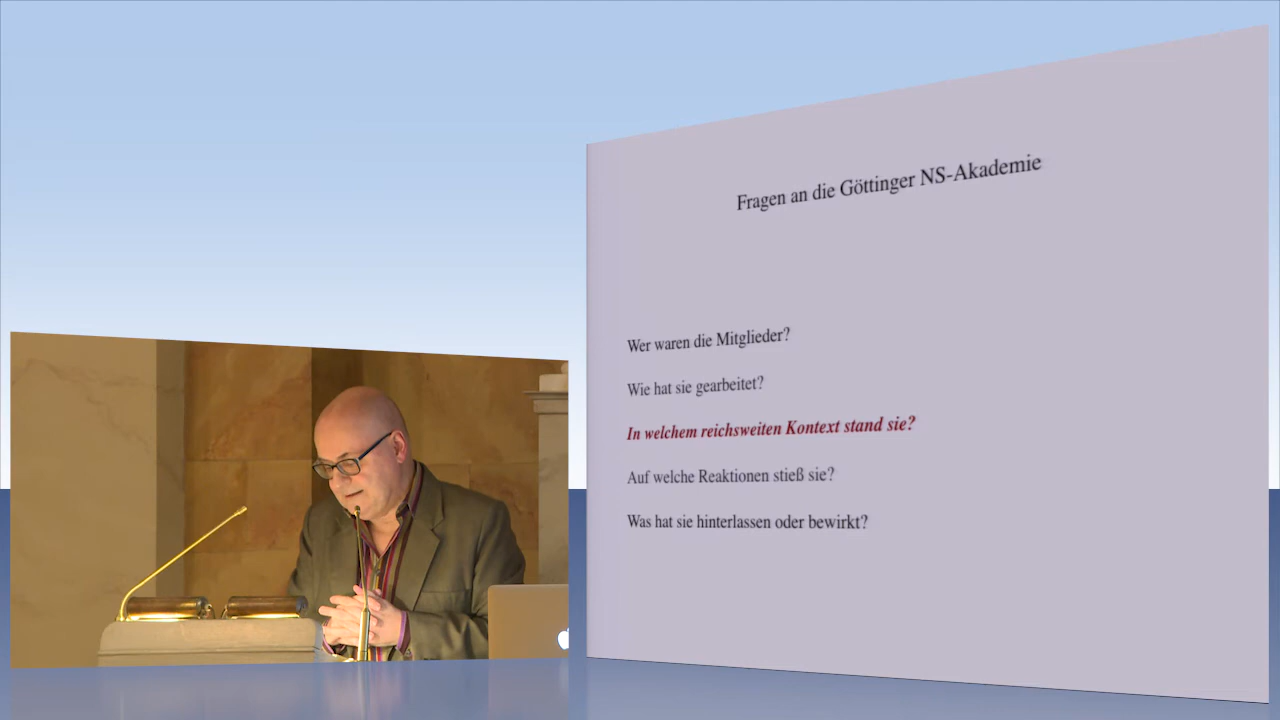 Fragen an die Göttinger NS-Akademie
Wer waren die Mitglieder?
Wie hat sie gearbeitet?
In welchem reichsweiten Kontext stand sie?
Auf welche Reaktionen stieß sie?
Was hat sie hinterlassen oder bewirkt?